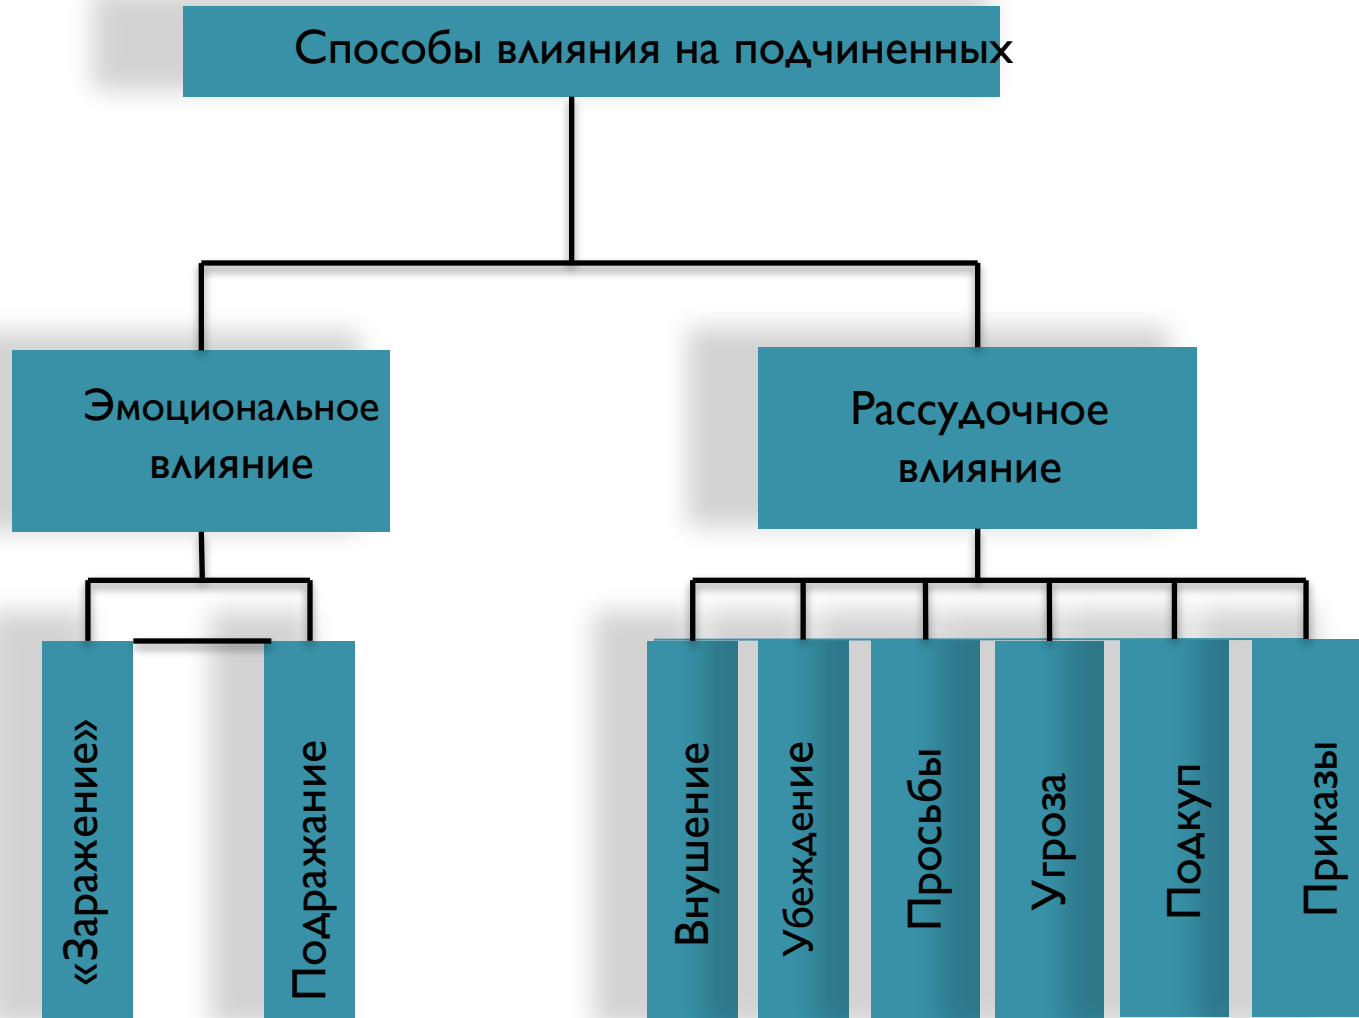 Способы влияния на подчиненных
Эмоциональное
влияние
Рассудочное
влияние
«Заражение»
Подражание
Внушение
Убеждение
Просьбы
Угроза
Подкуп
Приказы